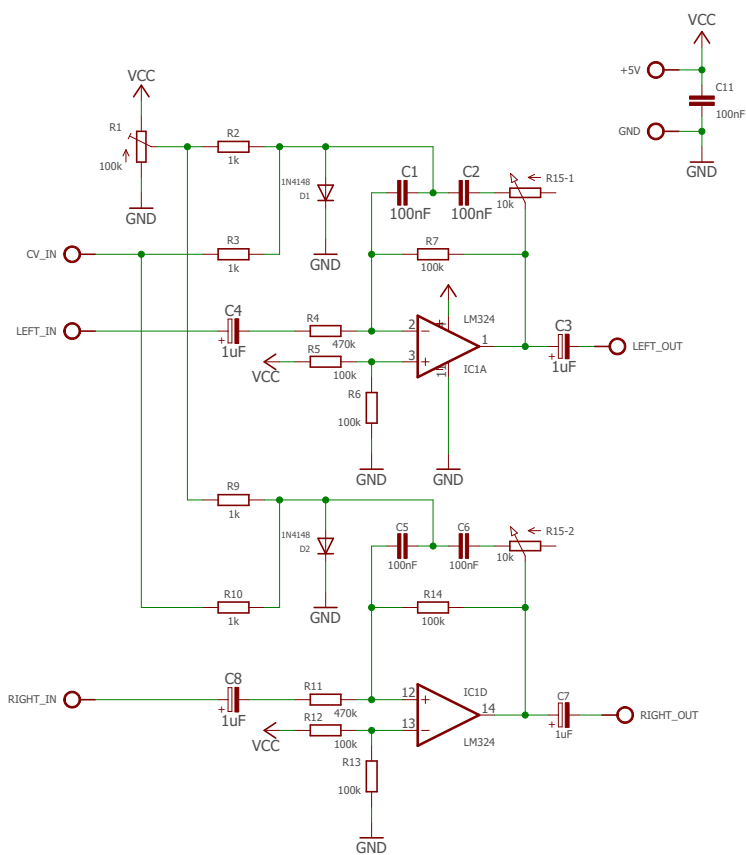 VCC
+5V
C11
100nF
GND
GND
VCC
R1
100k
GND
R2
1k
1N4148
D1
GND
C1
100nF
C2
100nF
R15-1
10k
CV_IN
R3
1k
R7
100k
LEFT_IN
C4
+
1uF
R4
470k
R5
100k
VCC
R6
100k
GND
2
3
4
11
1
LM324
IC1A
GND
C3
+
1uF
LEFT_OUT
R9
1k
1N4148
D2
GND
C5
100nF
C6
100nF
R15-2
10k
R10
1k
R14
100k
RIGHT_IN
C8
+
1uF
R11
470k
R12
100k
VCC
R13
100k
GND
12
13
14
IC1D
LM324
C7
+
1uF
RIGHT_OUT